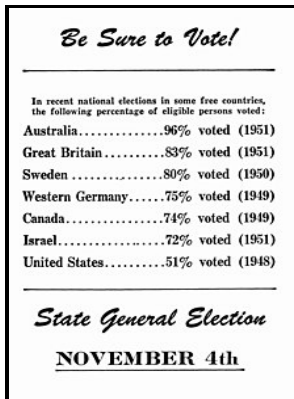 Be Sure to Vote!
In recent national elections in some free countries,
the following percentage of eligible persons voted:
Australia..............96% voted (1951)
Great Britain.........83% voted (1951)
Sweden ...............80% voted (1950)
Western Germany......75% voted (1949)
Canada................74% voted (1949)
Israel..................72% voted (1951)
United States..........51% voted (1948)
State General Election
NOVEMBER 4th